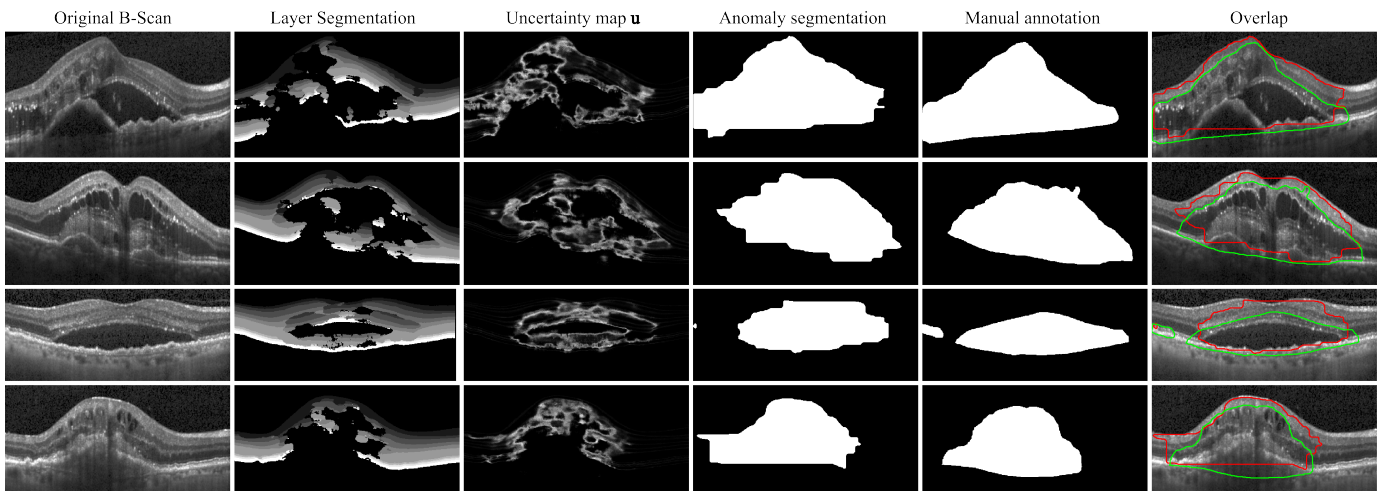 Original B-Scan
Layer Segmentation
Uncertainty map u
Anomaly segmentation
Manual annotation
Overlap